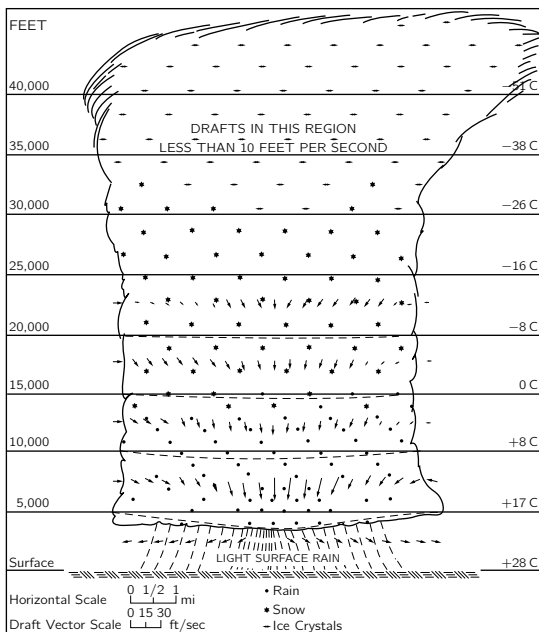 FEET
40,000 −51 C
DRAFTS IN THIS REGION
35,000 LESS THAN 10 FEET PER SECOND −38 C
30,000 −26 C
25,000 −16 C
20,000 −8 C
15,000 0 C
10,000 +8 C
5,000 +17 C
LIGHT SURFACE RAIN
Surface +28 C
0 1/2 1
Horizontal Scale mi
0 15 30
Draft Vector Scale ft/sec
Rain
Snow
Ice Crystals